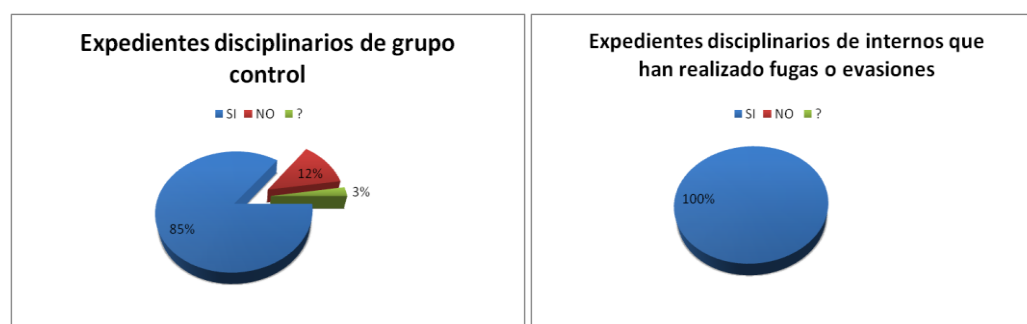 Expedientes disciplinarios de grupo
control
SI NO ?
12%
3%
85%
Expedientes disciplinarios de internos que
han realizado fugas o evasiones
SI NO ?
100%